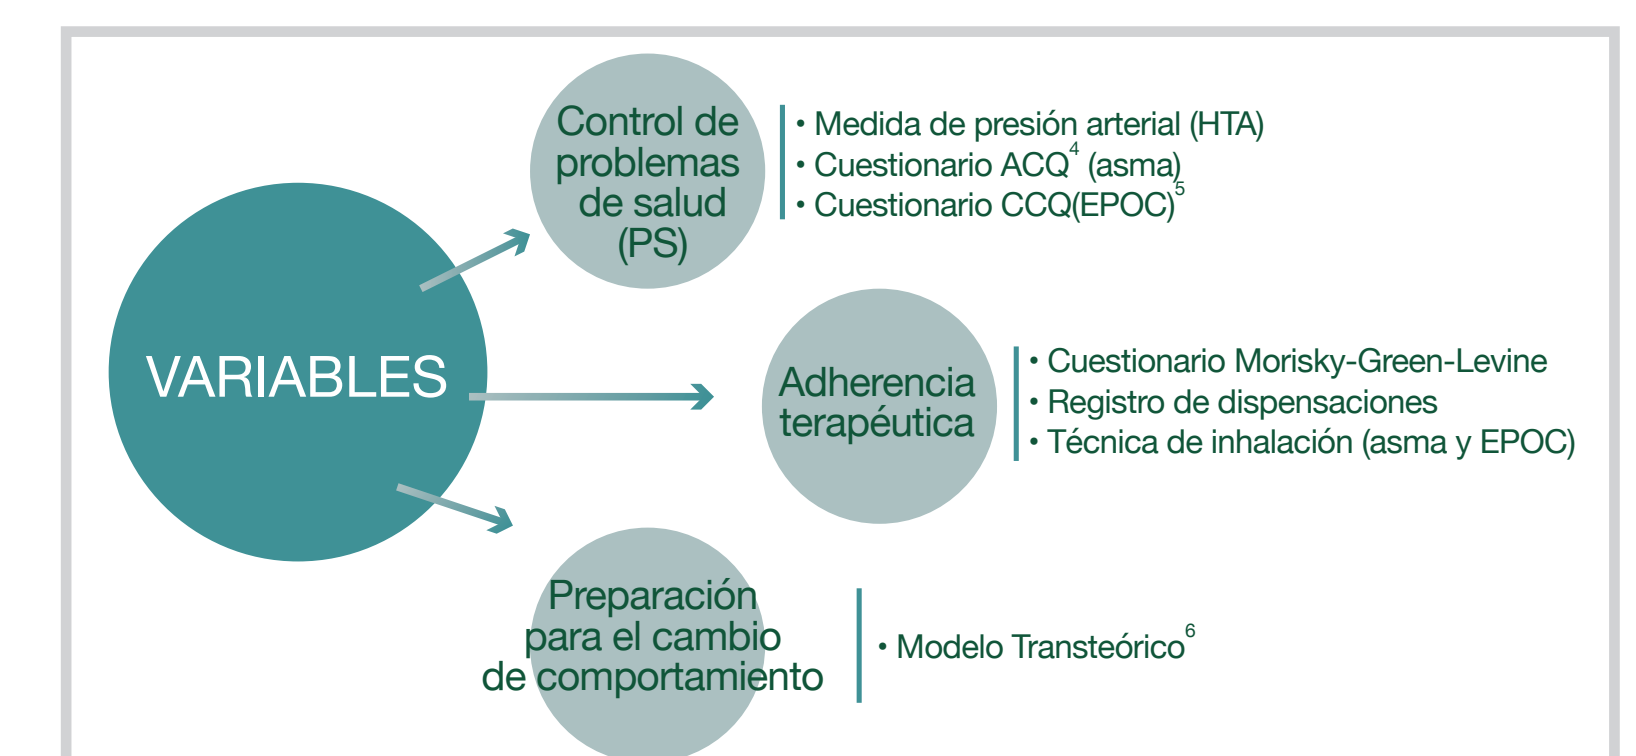 VARIABLES
Control de
problemas
de salud
(PS)
• Medida de presión arterial (HTA)
• Cuestionario ACQ⁴ (asma)
• Cuestionario CCQ(EPOC)⁵
Adherencia
terapéutica
• Cuestionario Morisky-Green-Levine
• Registro de dispensaciones
• Técnica de inhalación (asma y EPOC)
Preparación
para el cambio
de comportamiento
• Modelo Transteórico⁶